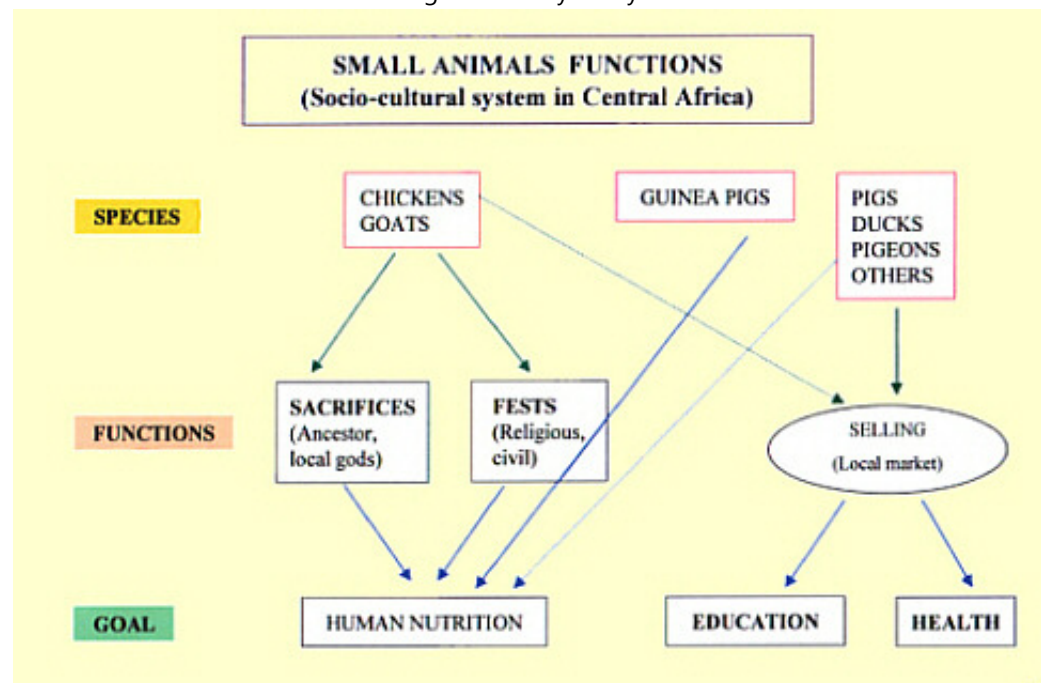 SMALL ANIMALS FUNCTIONS
(Socio-cultural system in Central Africa)
SPECIES
CHICKENS
GOATS
GUINEA PIGS
PIGS
DUCKS
PIGEONS
OTHERS
FUNCTIONS
SACRIFICES
(Ancestor,
local gods)
FESTS
(Religious,
civil)
SELLING
(Local market)
GOAL
HUMAN NUTRITION
EDUCATION
HEALTH